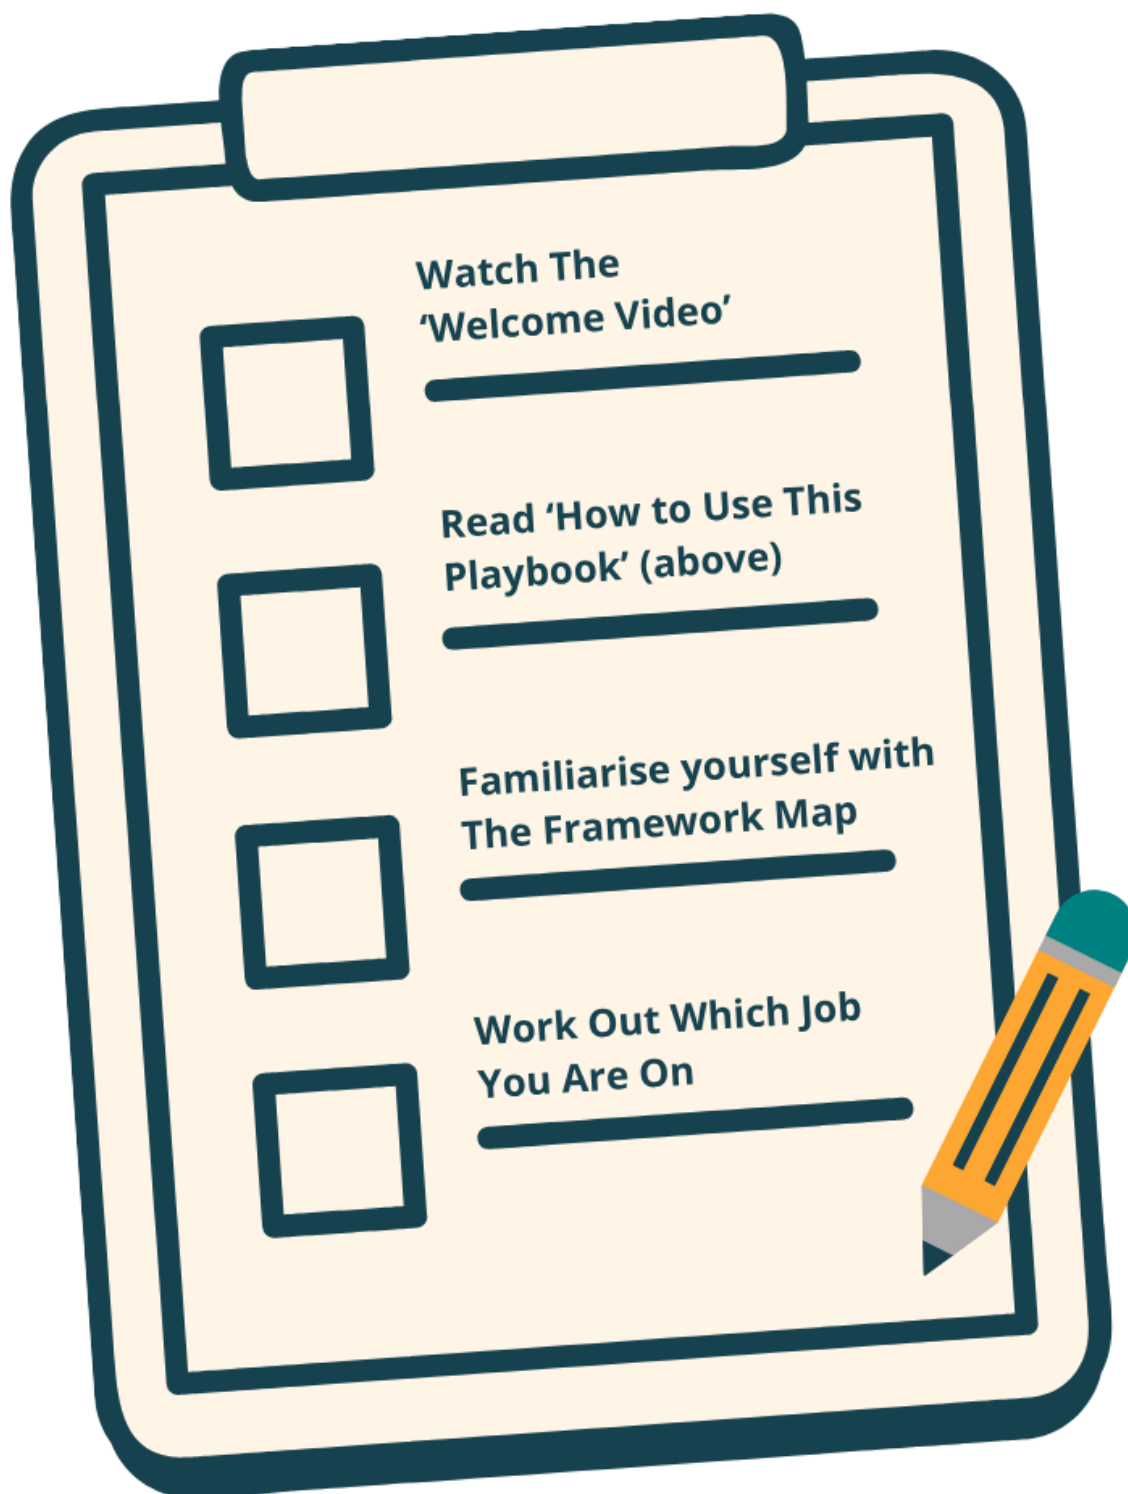 Watch The
‘Welcome Video’
Read ‘How to Use This
Playbook’ (above)
Familiarise yourself with
The Framework Map
Work Out Which Job
You Are On